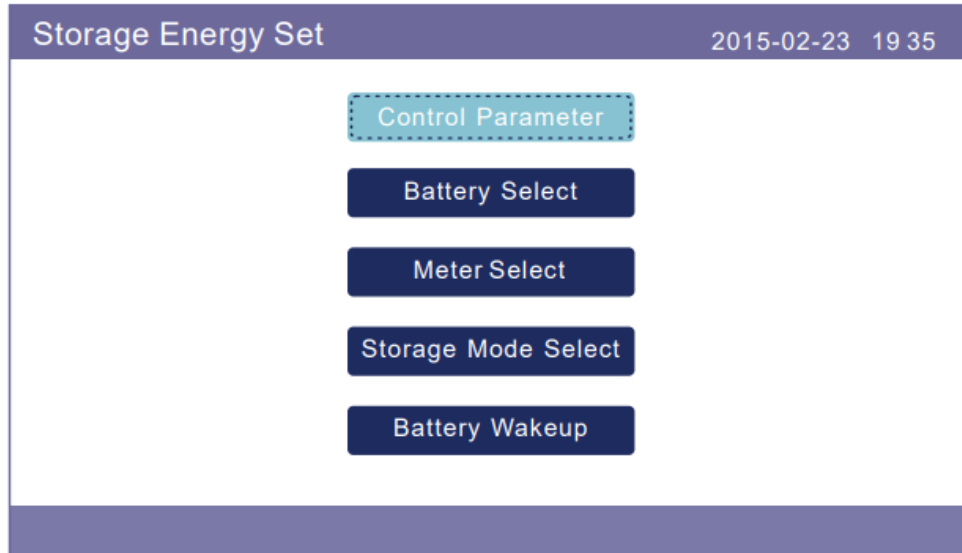 Storage Energy Set
2015-02-23 19 35
Control Parameter
Battery Select
Meter Select
Storage Mode Select
Battery Wakeup